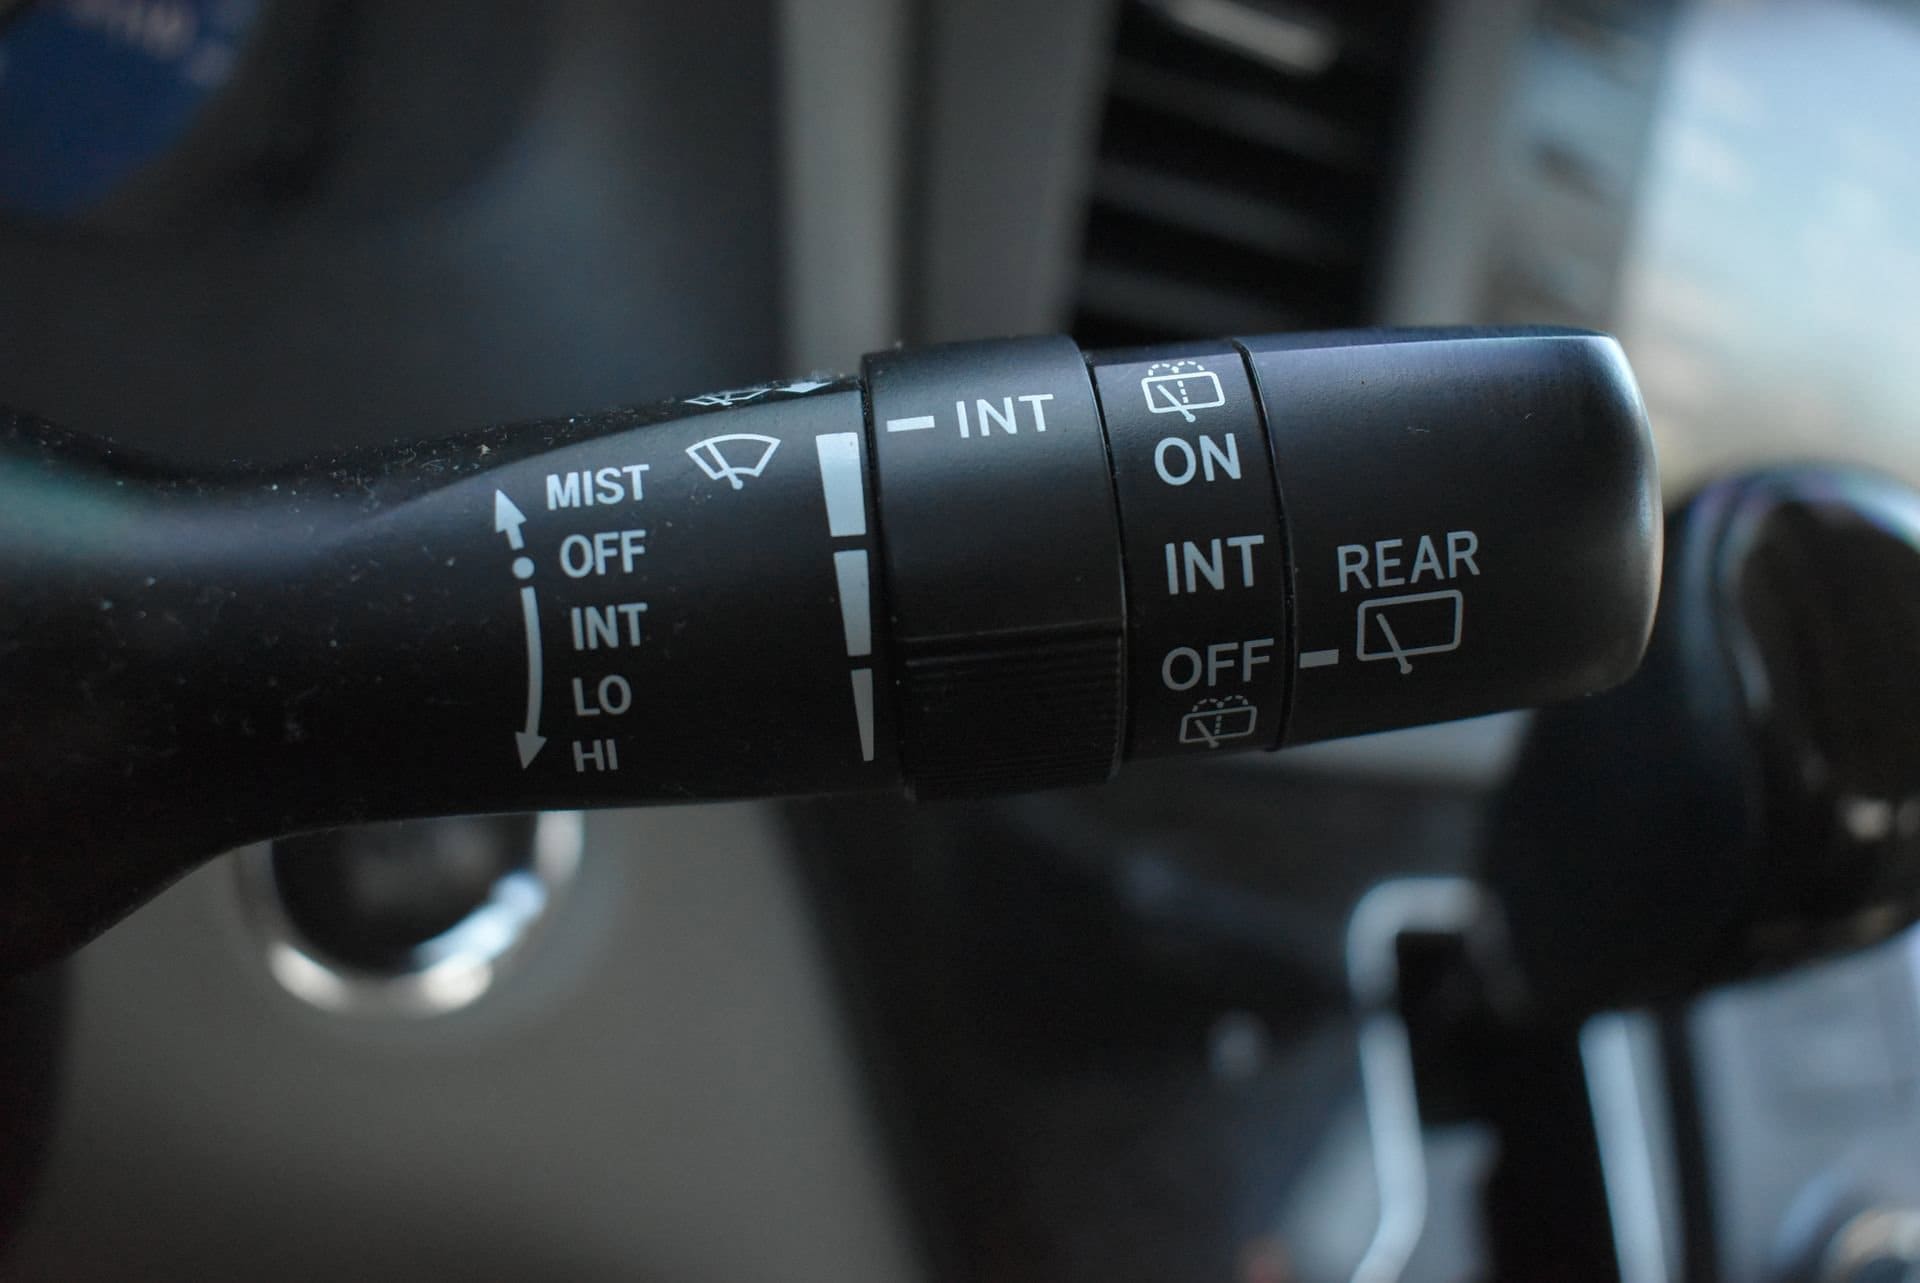 MIST
OFF
INT
LO
HI
INT
ON
INT
OFF
REAR